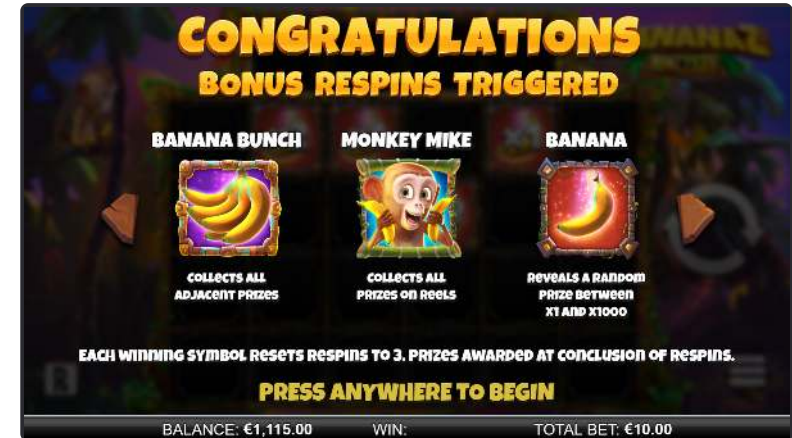 CONGRATULATIONS
BONUS RESPINS TRIGGERED
BANANA BUNCH MONKEY MIKE BANANA
COLLECTS ALL COLLECTS ALL REVEALS A RANDOM
ADJACENT PRIZES PRIZES ON REELS PRIZE BETWEEN
X1 AND X1000
EACH WINNING SYMBOL RESETS RESPINS TO 3. PRIZES AWARDED AT CONCLUSION OF RESPINS.
PRESS ANYWHERE TO BEGIN
BALANCE: €1,115.00 WIN: TOTAL BET: €10.00